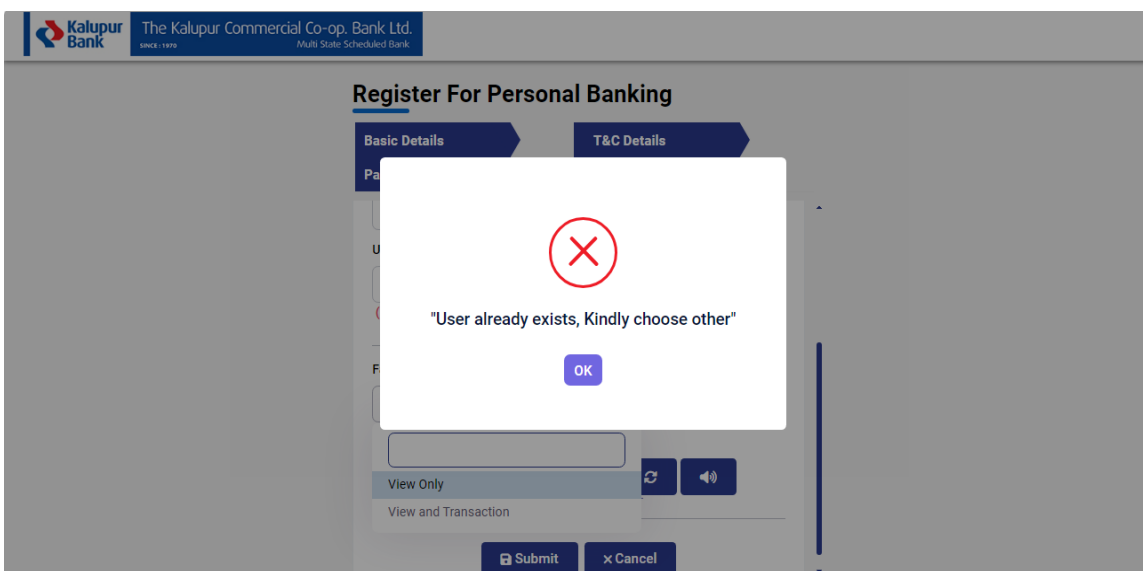 Kalupur
Bank
The Kalupur Commercial Co-op. Bank Ltd.
SINCE : 1970
Multi State Scheduled Bank
Register For Personal Banking
Basic Details
T&C Details
Pa
U
"User already exists, Kindly choose other"
F
OK
View Only
View and Transaction
Submit
Cancel